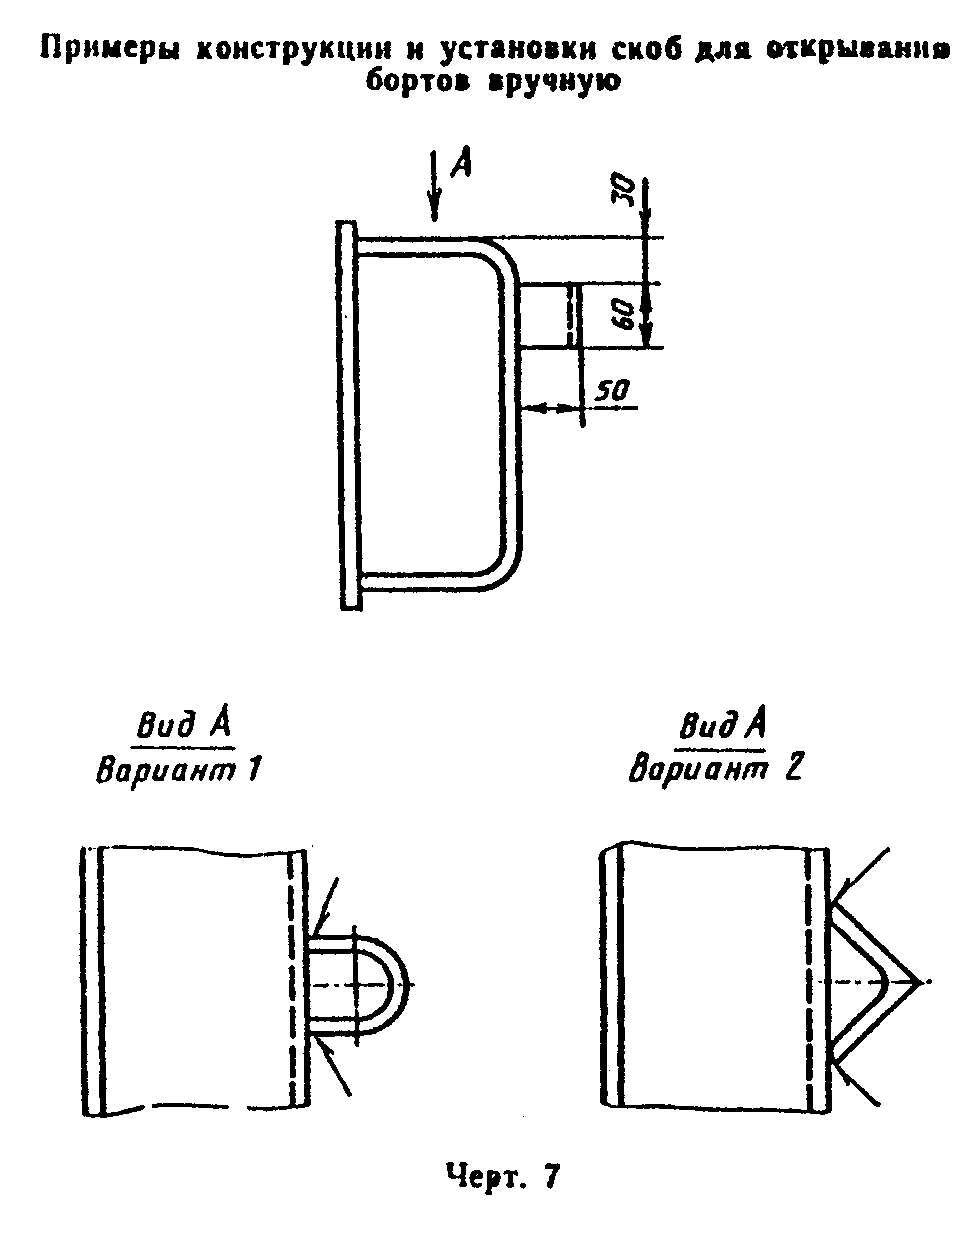 Примеры конструкции и установки скоб для открывания
бортов вручную
А
30
60
50
Вид А
Вариант 1
Вид А
Вариант 2
Черт. 7